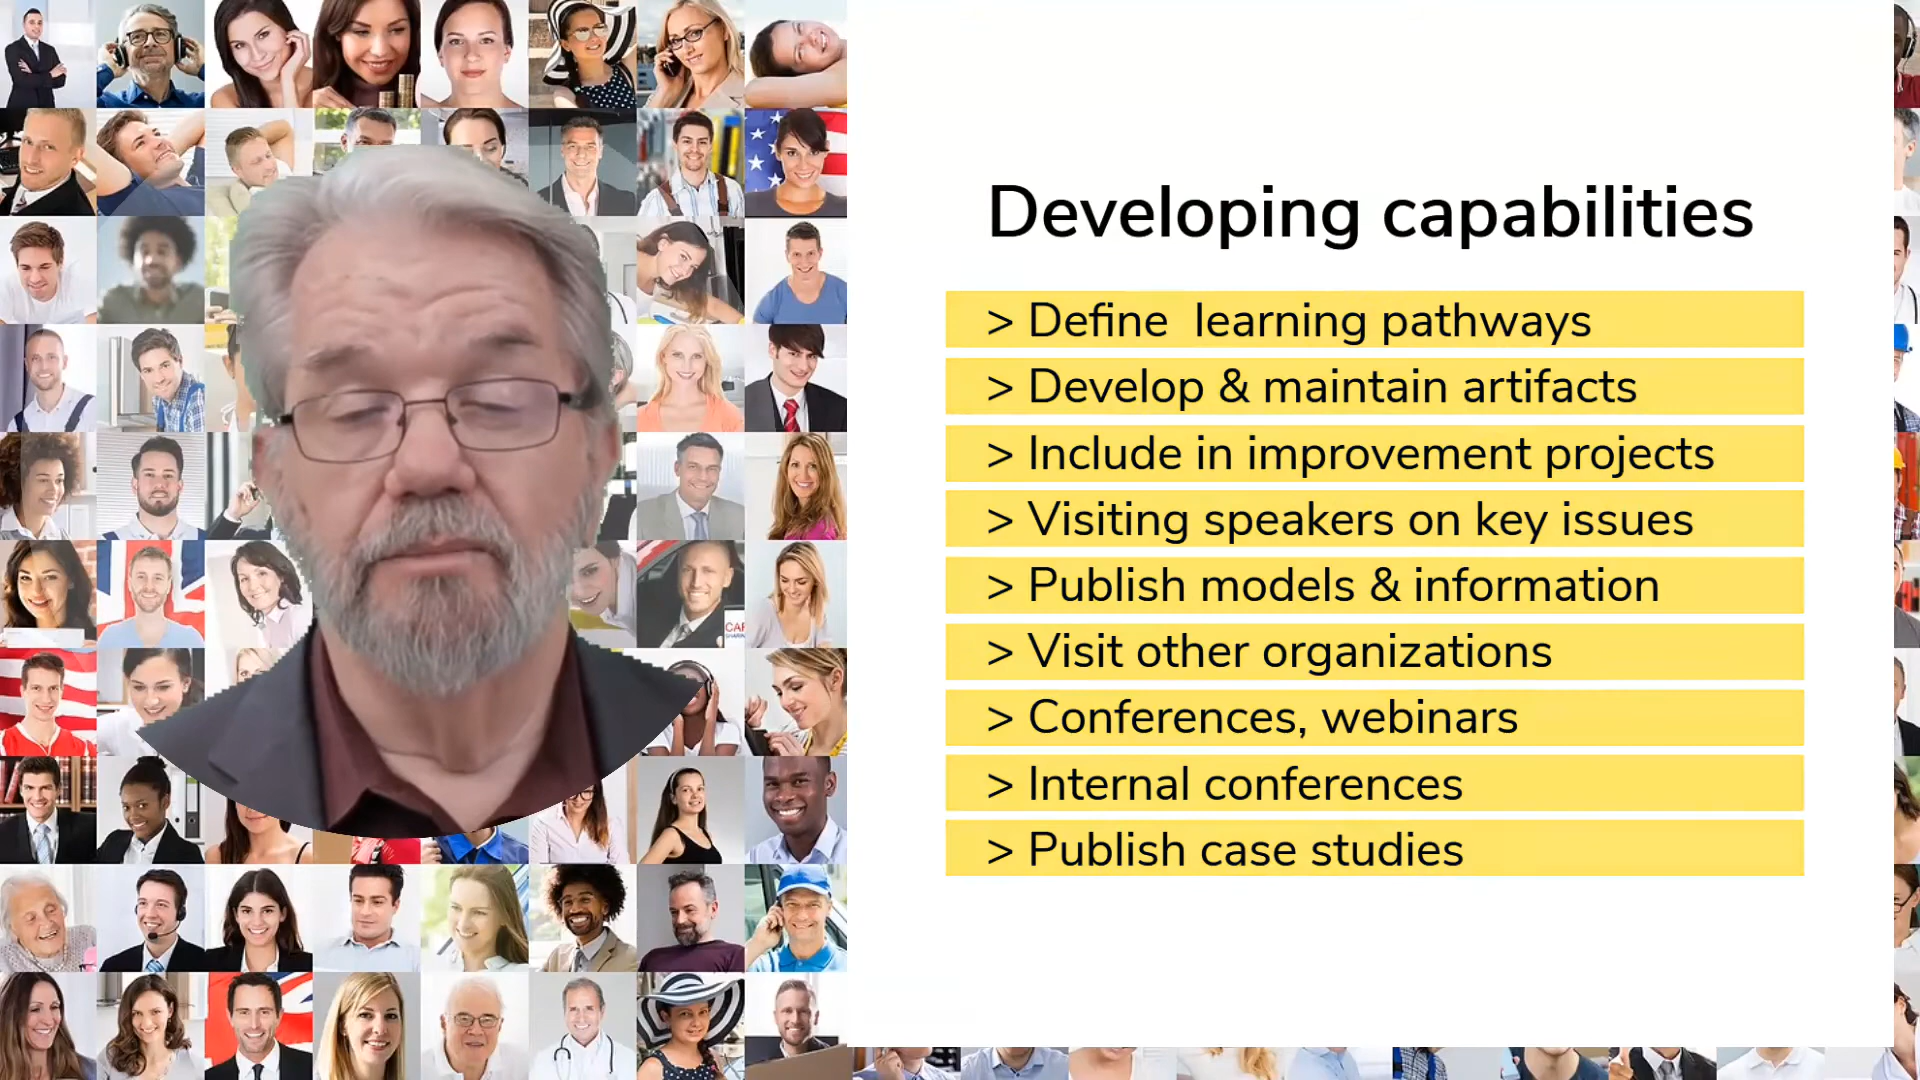 Developing capabilities
> Define  learning pathways
> Develop & maintain artifacts
> Include in improvement projects
> Visiting speakers on key issues
> Publish models & information
> Visit other organizations
> Conferences, webinars
> Internal conferences
> Publish case studies